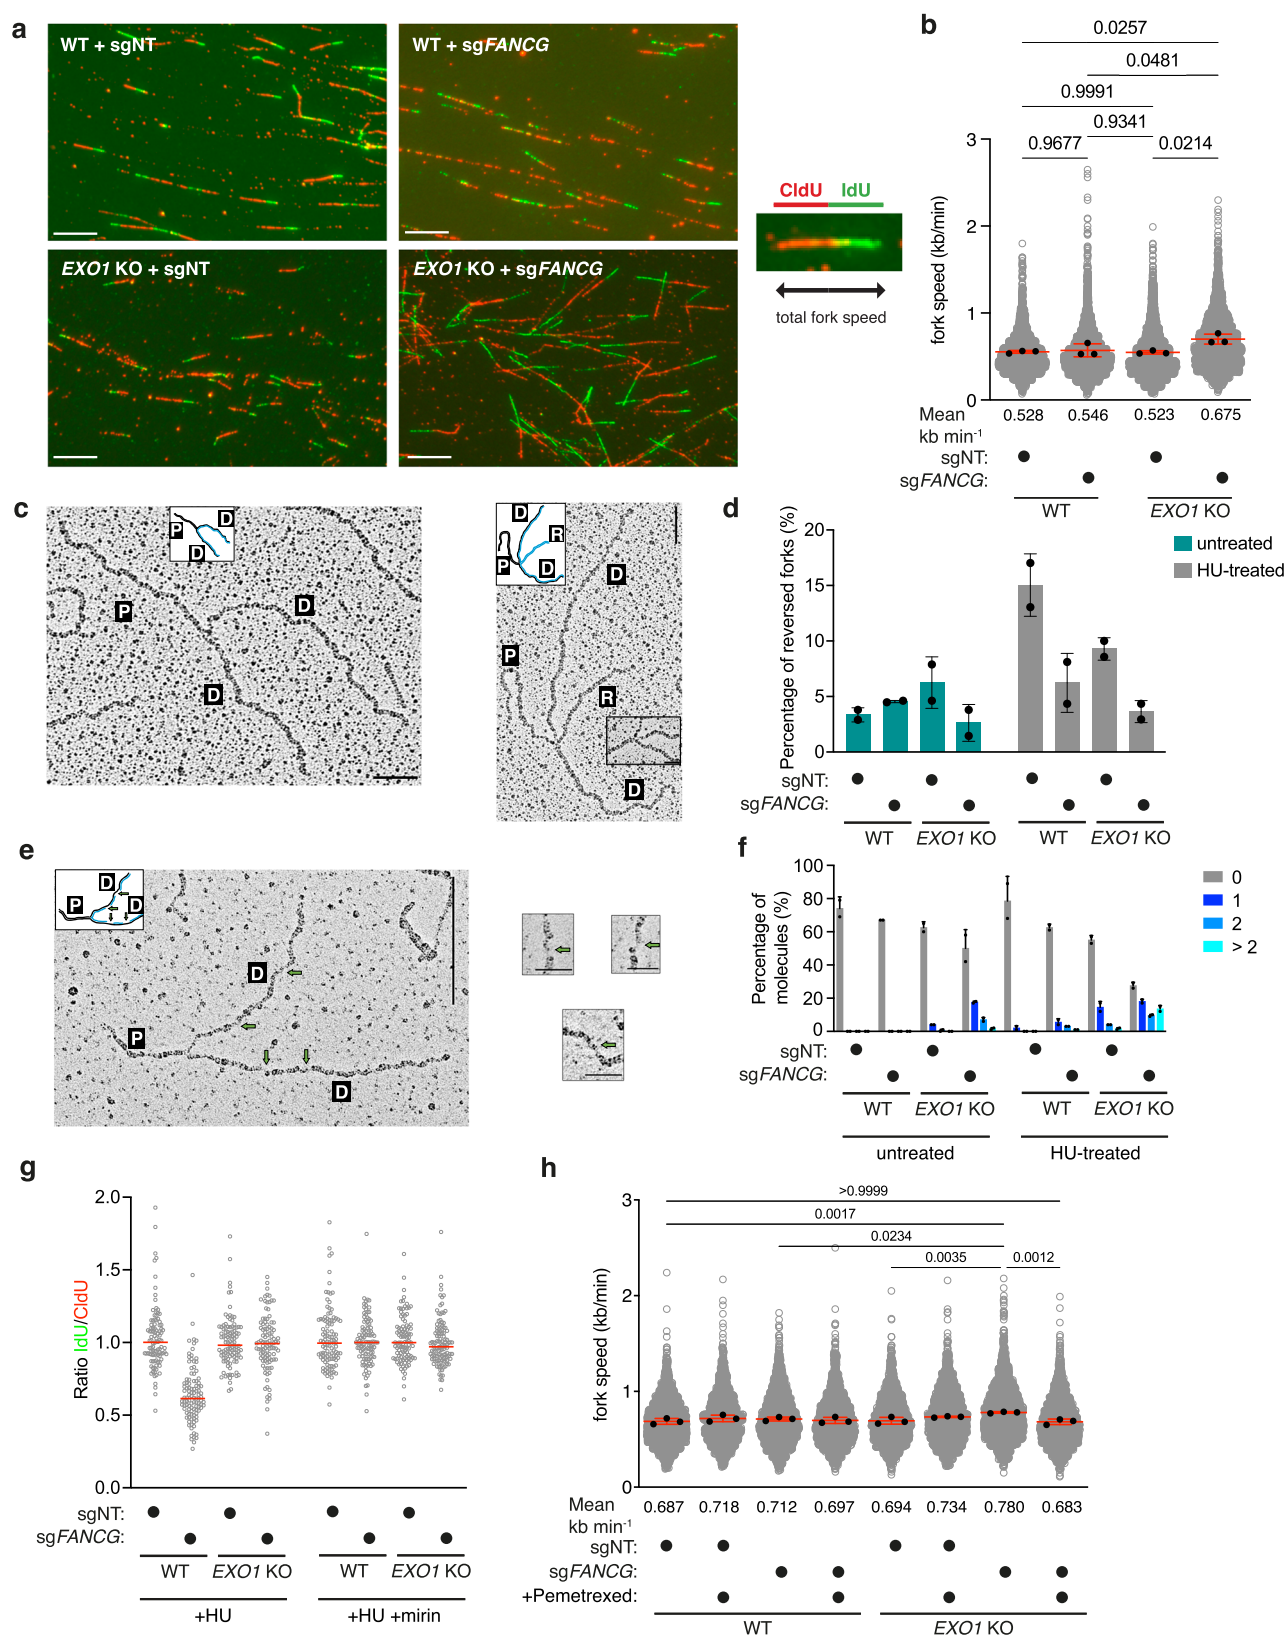 a
WT + sgNT
WT + sgFANCG
EXO1 KO + sgNT
EXO1 KO + sgFANCG
CldU IdU
total fork speed
b
0.0257
0.0481
0.9991
0.9341
0.9677 0.0214
fork speed (kb/min)
3
2
1
0
Mean kb min-1
0.528 0.546 0.523 0.675
sgNT:
sgFANCG:
WT EXO1 KO
c
P D D
P D D
D R P D
P D R D
d
Percentage of reversed forks (%)
20
15
10
5
0
untreated
HU-treated
sgNT:
sgFANCG:
WT EXO1 KO WT EXO1 KO
e
P D D
D P D
f
Percentage of molecules (%)
100
80
60
40
20
0
0
1
2
> 2
sgNT:
sgFANCG:
WT EXO1 KO WT EXO1 KO
untreated HU-treated
g
Ratio IdU/CldU
2.0
1.5
1.0
0.5
0.0
sgNT:
sgFANCG:
WT EXO1 KO WT EXO1 KO
+HU +HU +mirin
h
>0.9999
0.0017
0.0234
0.0035 0.0012
fork speed (kb/min)
3
2
1
0
Mean kb min-1
0.687 0.718 0.712 0.697 0.694 0.734 0.780 0.683
sgNT:
sgFANCG:
+Pemetrexed:
WT EXO1 KO